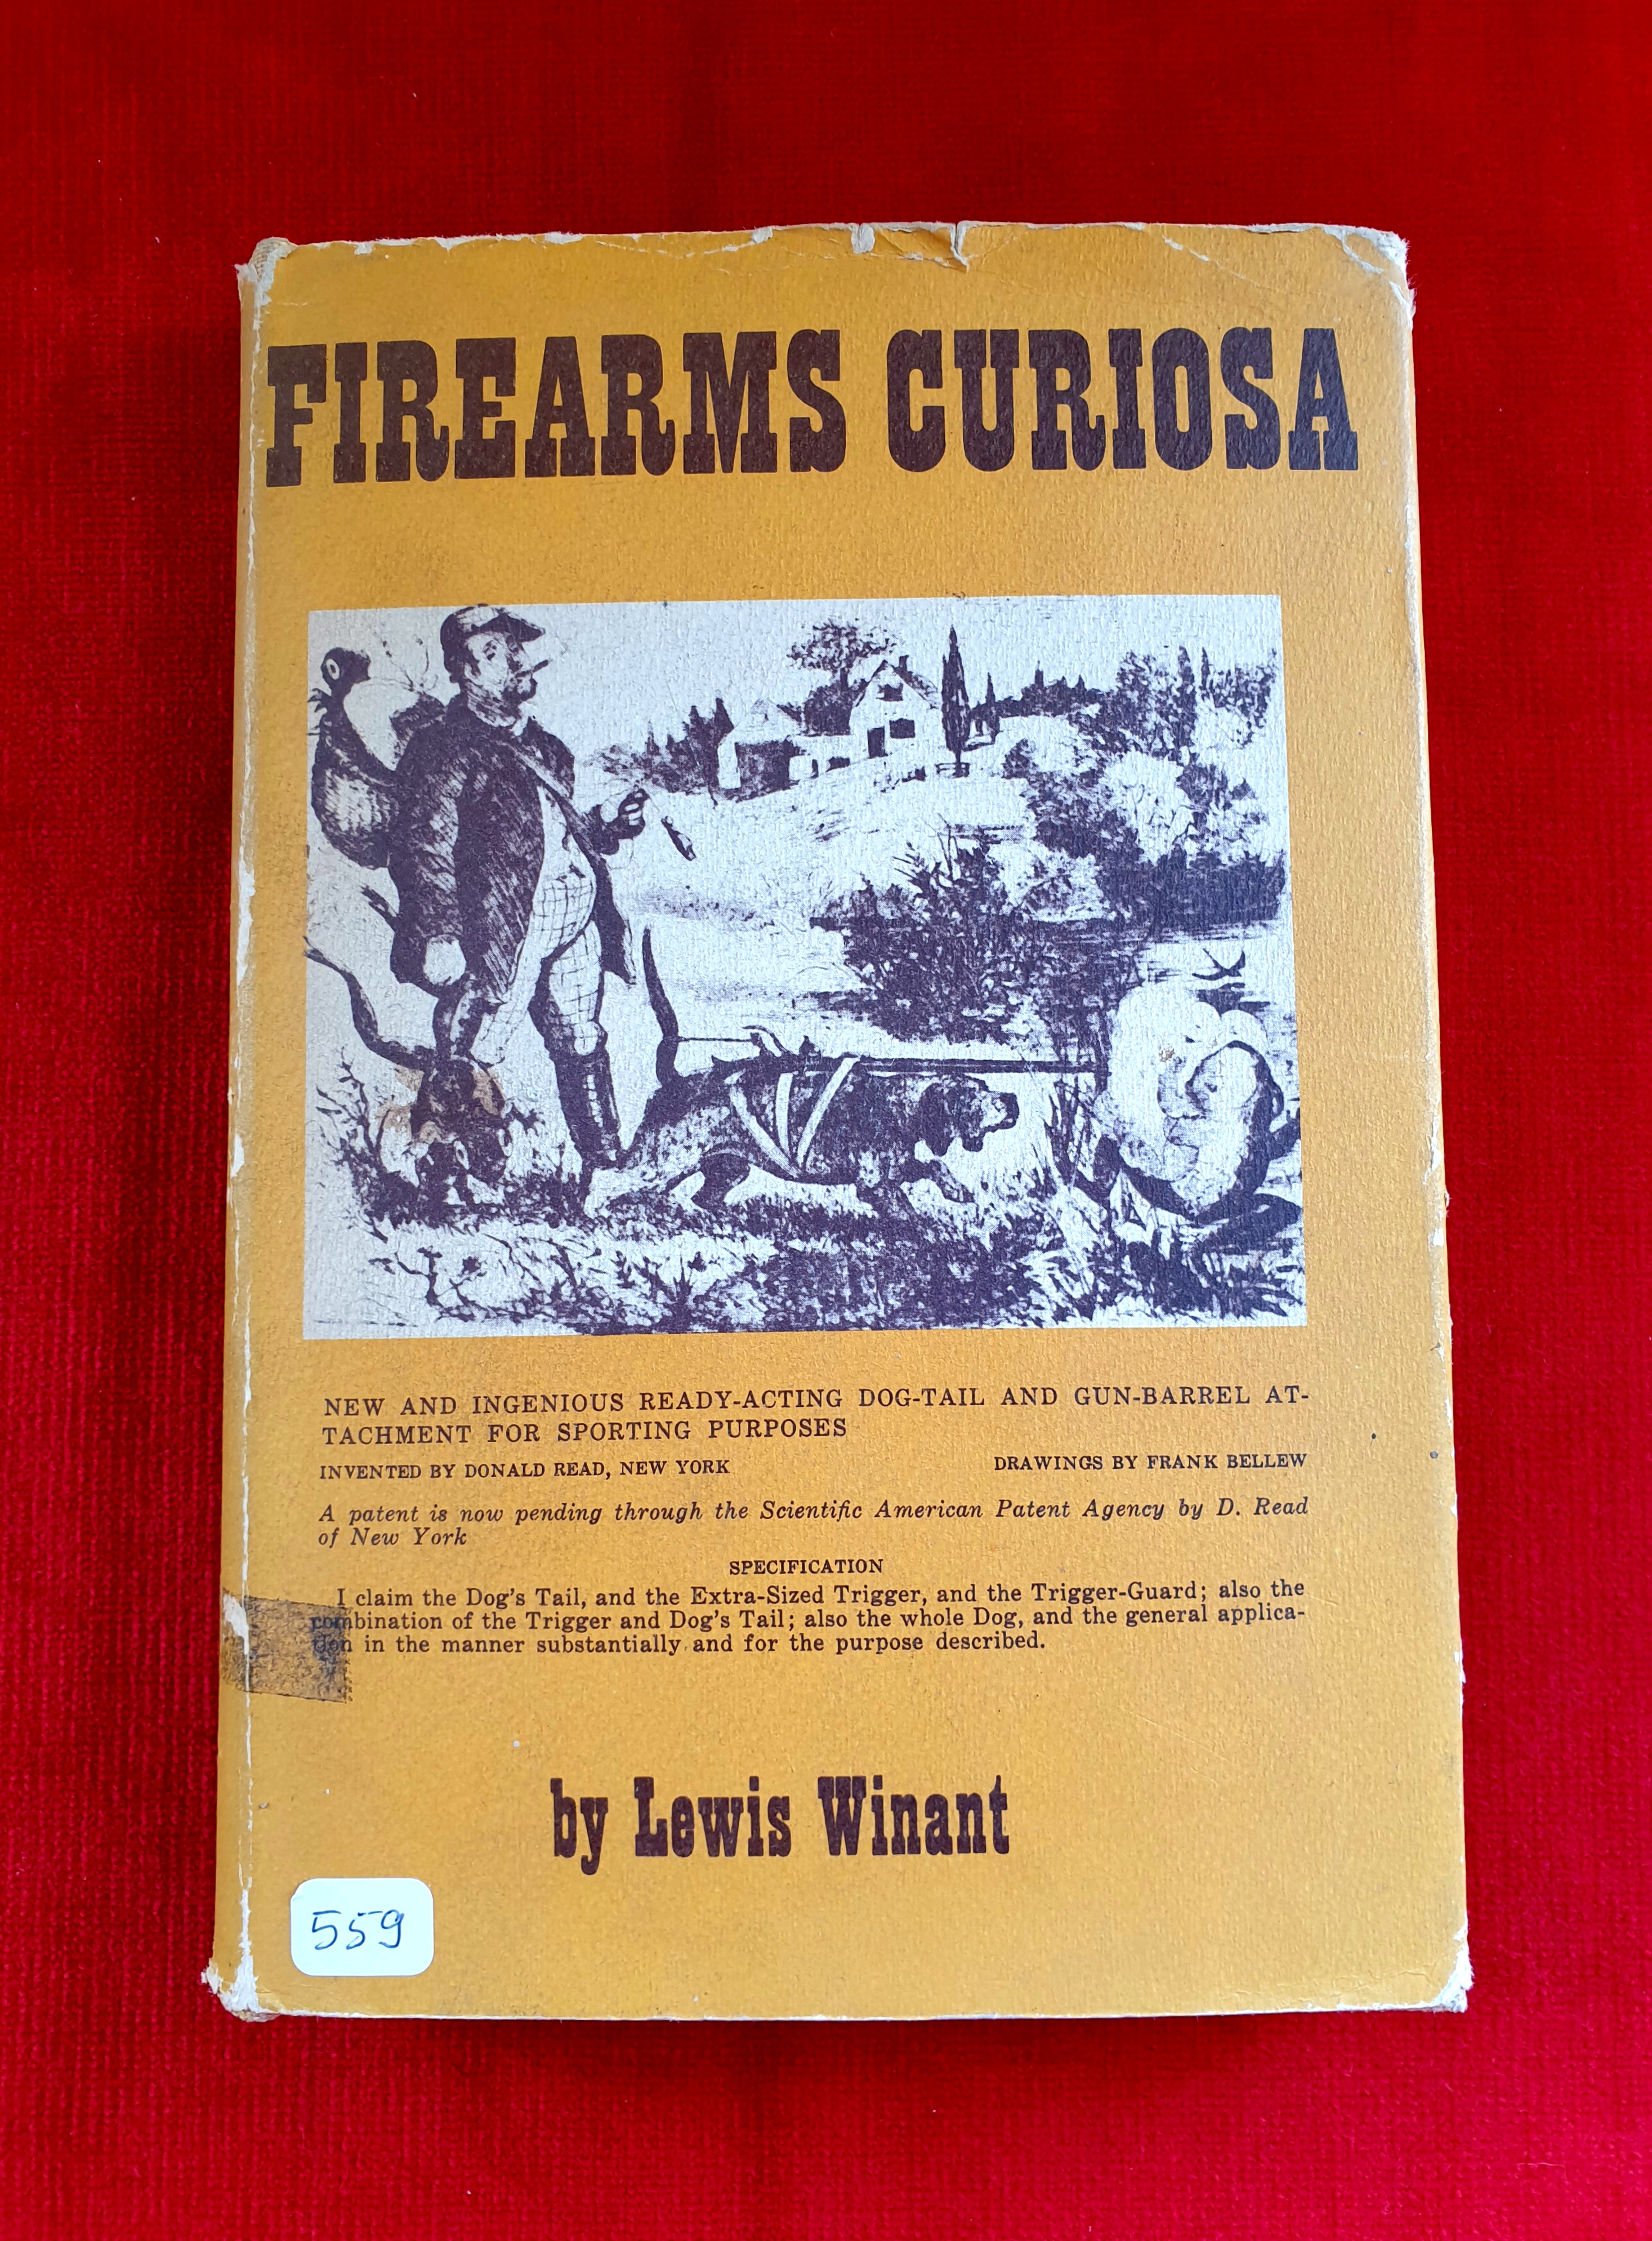 FIREARMS CURIOSA
NEW AND INGENIOUS READY-ACTING DOG-TAIL AND GUN-BARREL AT-
TACHMENT FOR SPORTING PURPOSES
INVENTED BY DONALD READ, NEW YORK DRAWINGS BY FRANK BELLEW
A patent is now pending through the Scientific American Patent Agency by D. Read
of New York
SPECIFICATION
I claim the Dog's Tail, and the Extra-Sized Trigger, and the Trigger-Guard; also the
combination of the Trigger and Dog's Tail; also the whole Dog, and the general applica-
tion in the manner substantially and for the purpose described.
by Lewis Winant
559